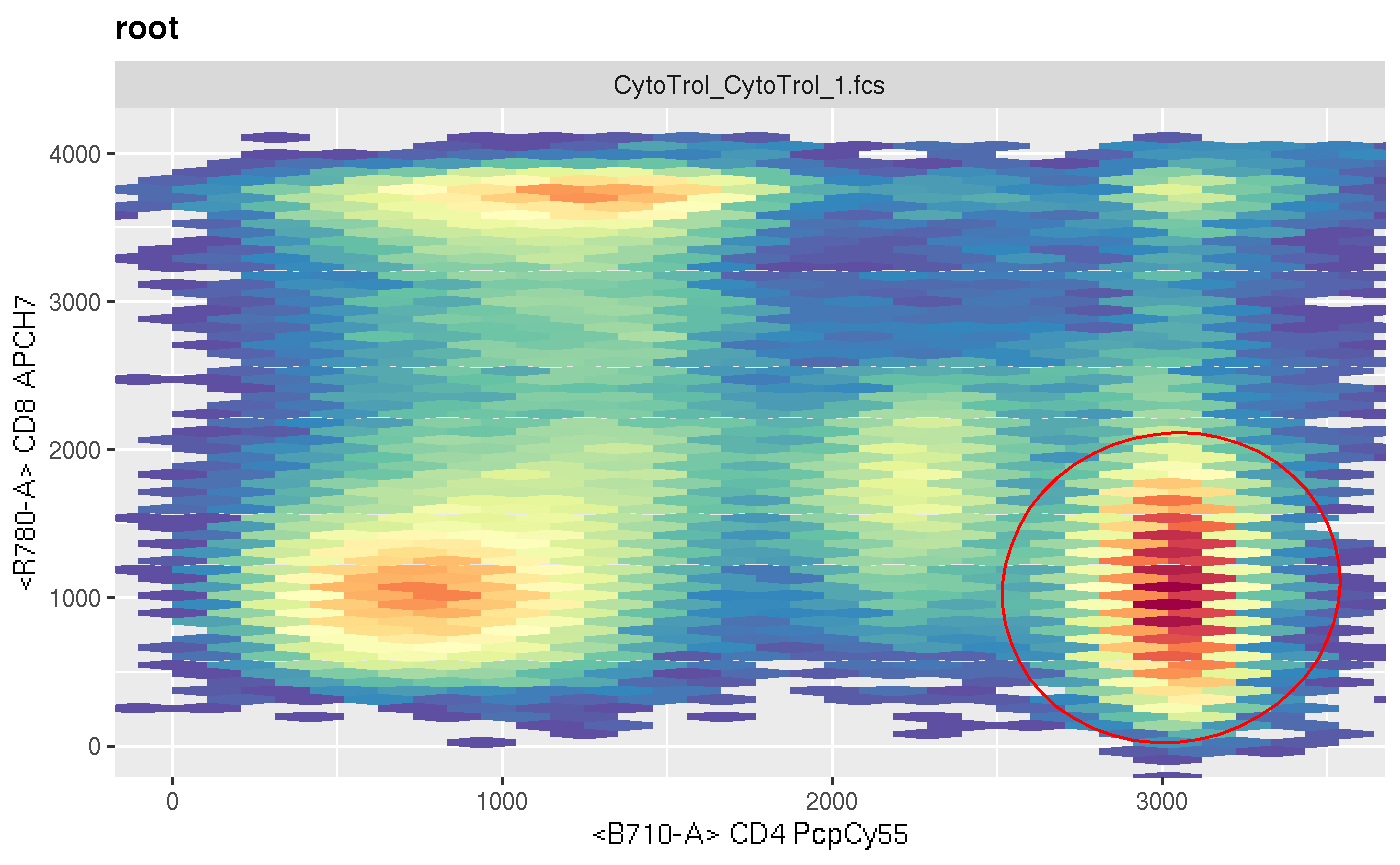 root
CytoTrol_CytoTrol_1.fcs
4000
3000
2000
1000
0
<R780-A> CD8 APCH7
0 1000 2000 3000
<B710-A> CD4 PcpCy55